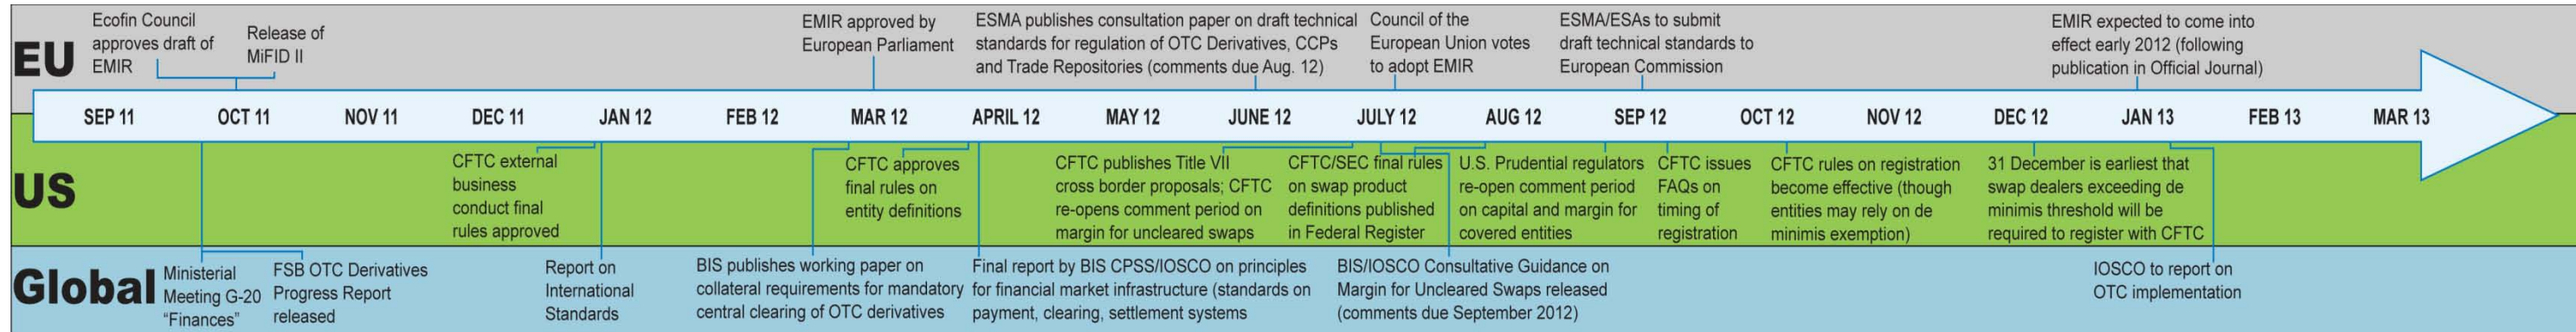 EU
Ecofin Council
approves draft of
EMIR
Release of
MiFID II
EMIR approved by
European Parliament
ESMA publishes consultation paper on draft technical
standards for regulation of OTC Derivatives, CCPs
and Trade Repositories (comments due Aug. 12)
Council of the
European Union votes
to adopt EMIR
ESMA/ESAs to submit
draft technical standards to
European Commission
EMIR expected to come into
effect early 2012 (following
publication in Official Journal)
SEP 11 OCT 11 NOV 11 DEC 11 JAN 12 FEB 12 MAR 12 APRIL 12 MAY 12 JUNE 12 JULY 12 AUG 12 SEP 12 OCT 12 NOV 12 DEC 12 JAN 13 FEB 13 MAR 13
US
CFTC external
business
conduct final
rules approved
CFTC approves
final rules on
entity definitions
CFTC publishes Title VII
cross border proposals; CFTC
re-opens comment period on
margin for uncleared swaps
CFTC/SEC final rules
on swap product
definitions published
in Federal Register
U.S. Prudential regulators
re-open comment period
on capital and margin for
covered entities
CFTC issues
FAQs on
timing of
registration
CFTC rules on registration
become effective (though
entities may rely on de
minimis exemption)
31 December is earliest that
swap dealers exceeding de
minimis threshold will be
required to register with CFTC
Global
Ministerial
Meeting G-20
“Finances”
FSB OTC Derivatives
Progress Report
released
Report on
International
Standards
BIS publishes working paper on
collateral requirements for mandatory
central clearing of OTC derivatives
Final report by BIS CPSS/IOSCO on principles
for financial market infrastructure (standards on
payment, clearing, settlement systems
BIS/IOSCO Consultative Guidance on
Margin for Uncleared Swaps released
(comments due September 2012)
IOSCO to report on
OTC implementation